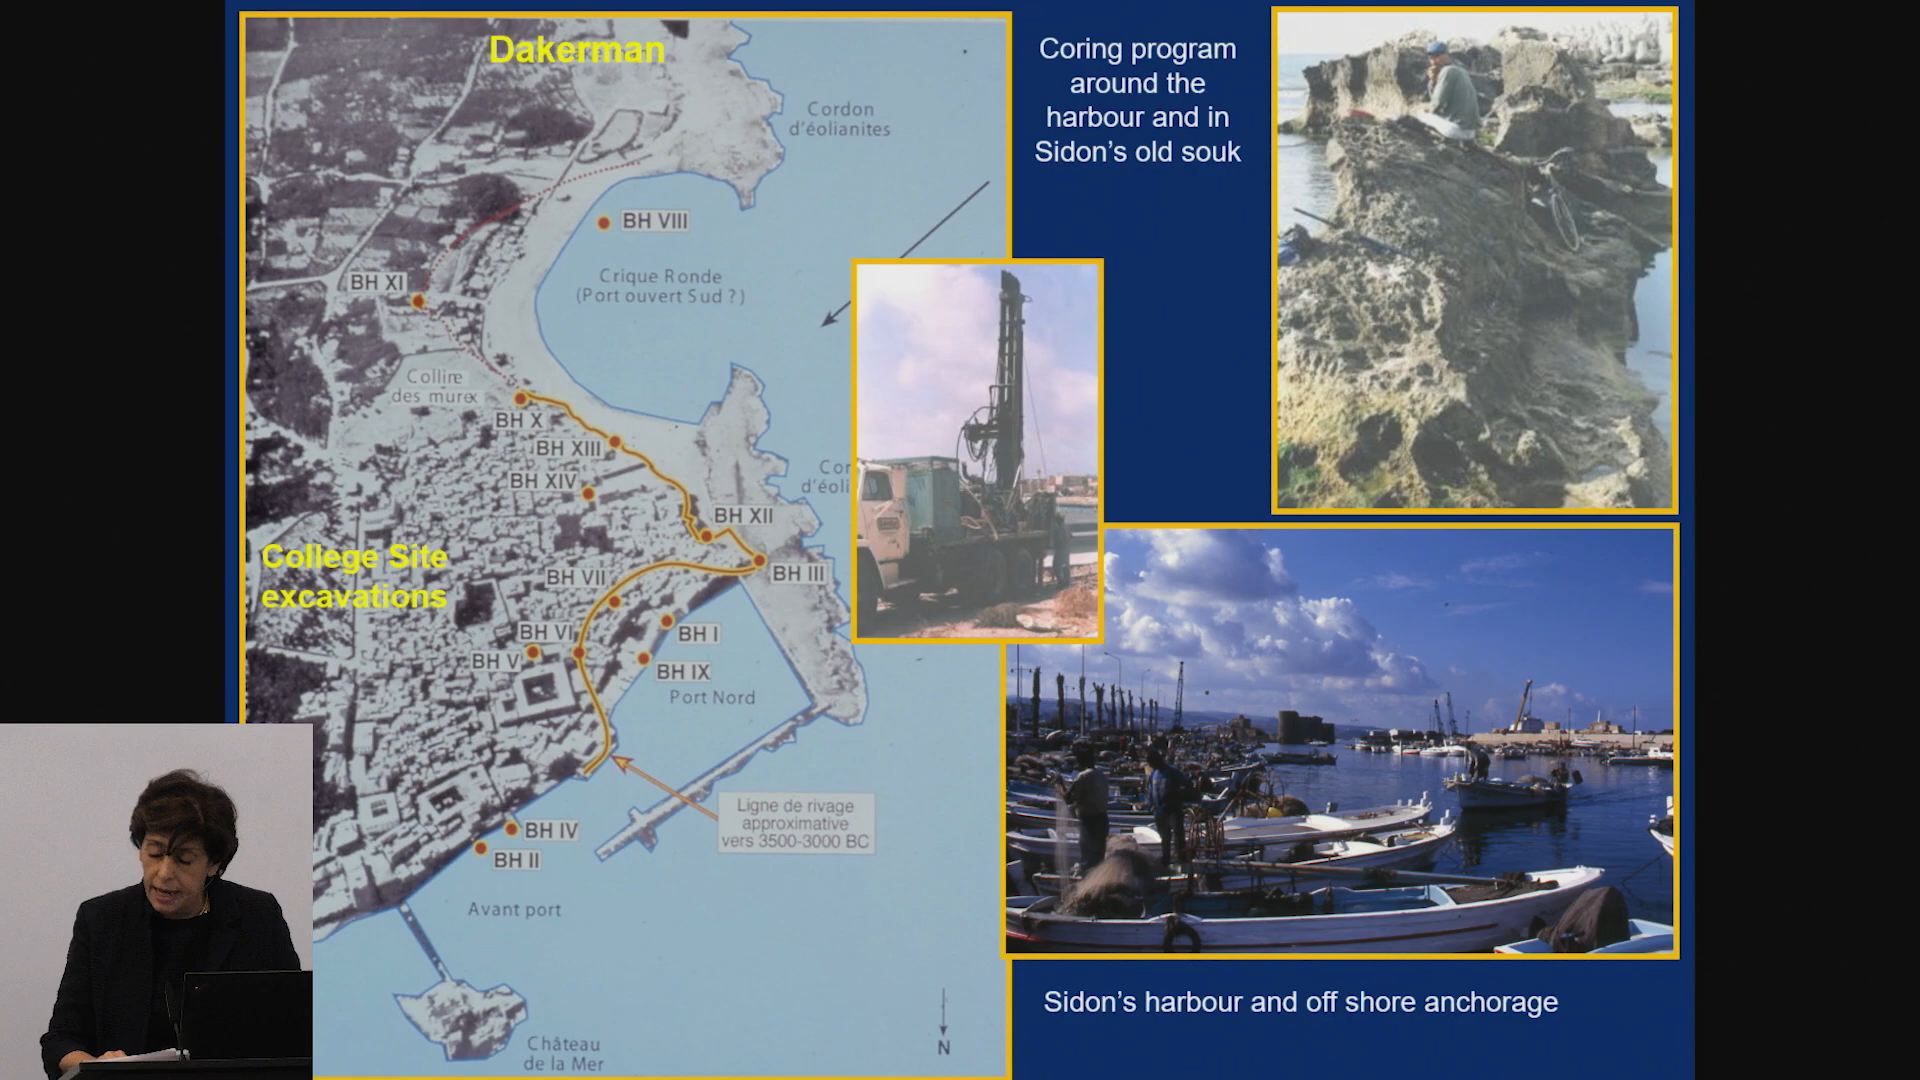 Dakerman
Cordon
d'éolianites
BH VIII
Crique Ronde
(Port ouvert Sud ?)
BH XI
Colline
des murex
BH X
BH XIII
BH XIV
BH XII
BH III
College Site
excavations
BH VII
BH VI
BH V
BH I
BH IX
Port Nord
Ligne de rivage
approximative
vers 3500-3000 BC
BH IV
BH II
Avant port
Château
de la Mer
N
Coring program
around the
harbour and in
Sidon's old souk
Sidon's harbour and off shore anchorage